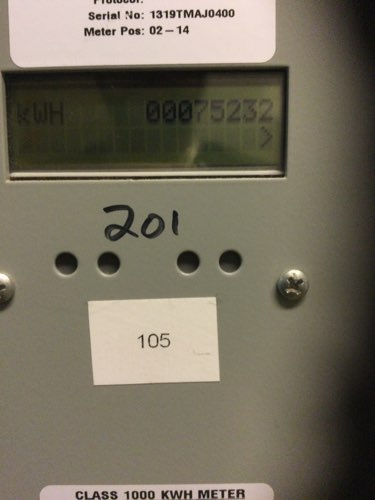 Protocol:
Serial No: 1319TMAJ0400
Meter Pos: 02-14
kWH 00075232
>
201
105
CLASS 1000 KWH METER